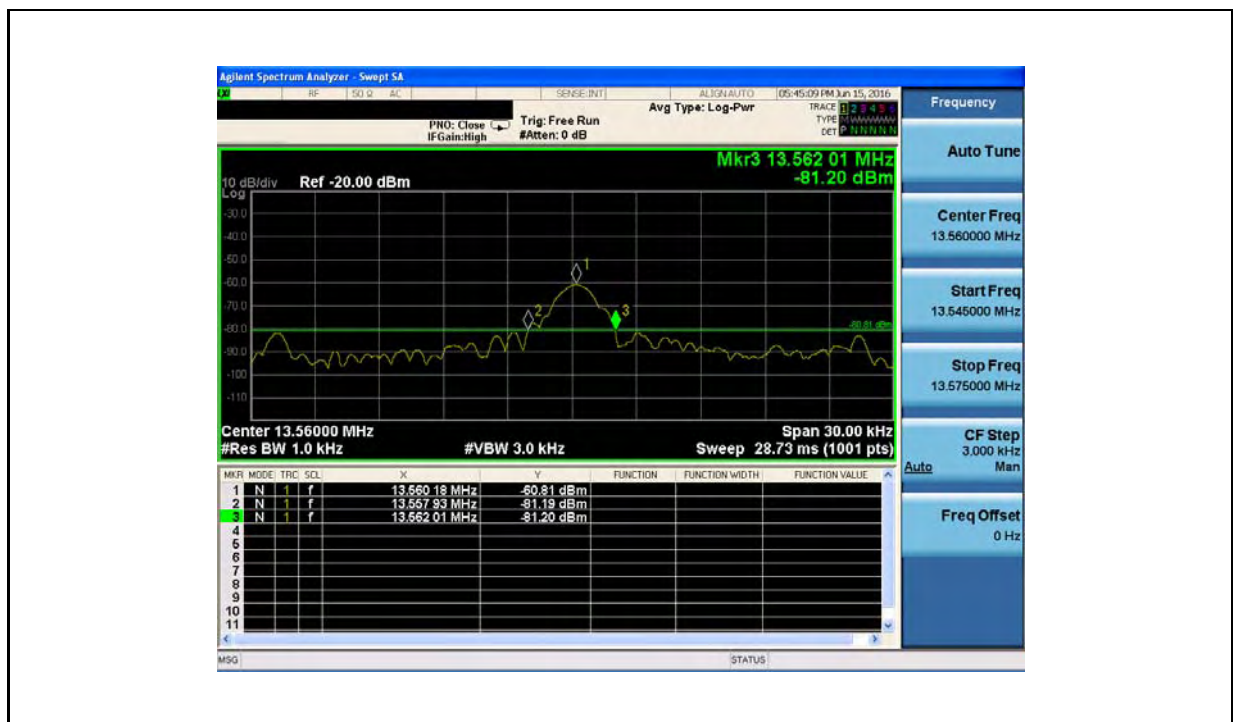 Agilent Spectrum Analyzer - Swept SA
RF 50 Ω AC SENSE:INT ALIGNAUTO 05:45:09 PM Jun 15, 2016
Avg Type: Log-Pwr
TRACE 1 2 3 4 5 6
TYPE
DET P N N N N N
PNO: Close
IFGain:High
Trig: Free Run
#Atten: 0 dB
Mkr3 13.562 01 MHz
-81.20 dBm
10 dB/div
Log
Ref -20.00 dBm
-30.0
-40.0
-50.0
-60.0
-70.0
-80.0
-90.0
-100
-110
1
2
3
-80.81 dBm
Center 13.56000 MHz
#Res BW 1.0 kHz
#VBW 3.0 kHz
Span 30.00 kHz
Sweep 28.73 ms (1001 pts)
MKR MODE TRC SCL X Y FUNCTION FUNCTION WIDTH FUNCTION VALUE
1 N 1 f 13.560 18 MHz -60.81 dBm
2 N 1 f 13.557 93 MHz -81.19 dBm
3 N 1 f 13.562 01 MHz -81.20 dBm
4
5
6
7
8
9
10
11
MSG
STATUS
Frequency
Auto Tune
Center Freq
13.560000 MHz
Start Freq
13.545000 MHz
Stop Freq
13.575000 MHz
CF Step
3.000 kHz
Auto Man
Freq Offset
0 Hz